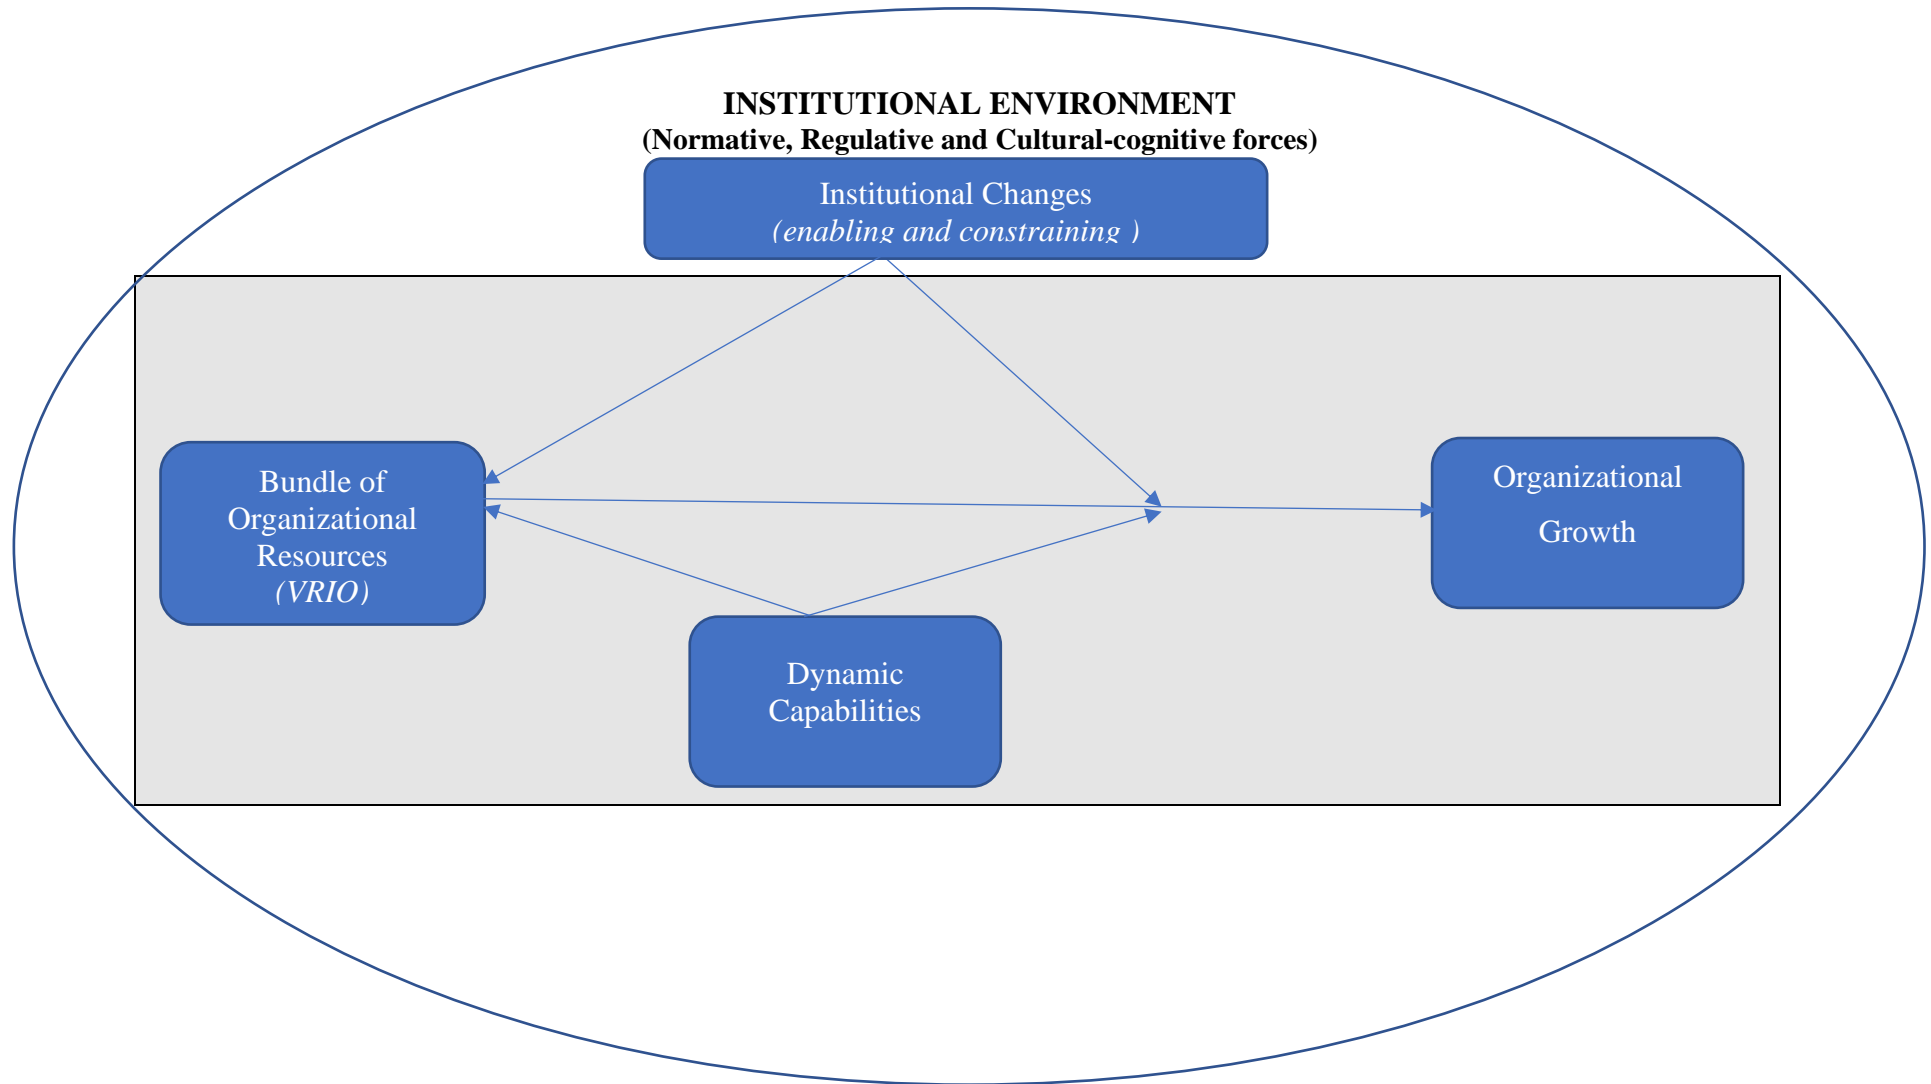 INSTITUTIONAL ENVIRONMENT
(Normative, Regulative and Cultural-cognitive forces)
Institutional Changes
(enabling and constraining )
Bundle of
Organizational
Resources
(VRIO)
Organizational
Growth
Dynamic
Capabilities